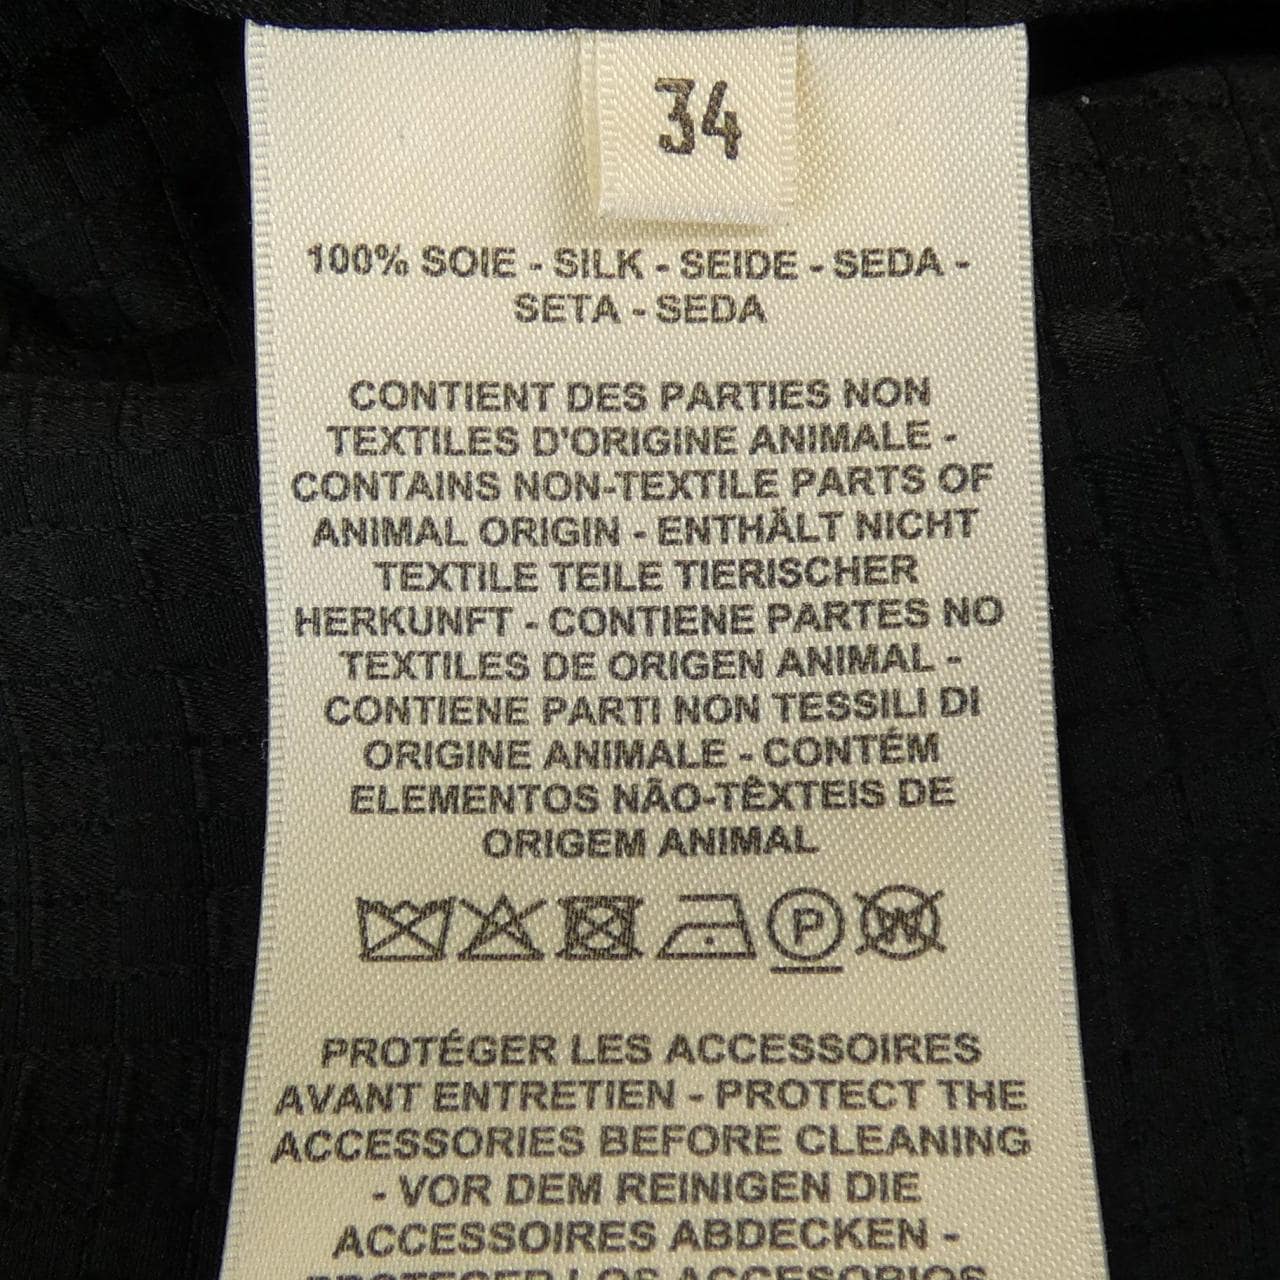 34
100% SOIE - SILK - SEIDE - SEDA -
SETA - SEDA
CONTIENT DES PARTIES NON
TEXTILES D'ORIGINE ANIMALE -
CONTAINS NON-TEXTILE PARTS OF
ANIMAL ORIGIN - ENTHÄLT NICHT
TEXTILE TEILE TIERISCHER
HERKUNFT - CONTIENE PARTES NO
TEXTILES DE ORIGEN ANIMAL -
CONTIENE PARTI NON TESSILI DI
ORIGINE ANIMALE - CONTÉM
ELEMENTOS NÃO-TÊXTEIS DE
ORIGEM ANIMAL
P W
PROTÉGER LES ACCESSOIRES
AVANT ENTRETIEN - PROTECT THE
ACCESSORIES BEFORE CLEANING
- VOR DEM REINIGEN DIE
ACCESSOIRES ABDECKEN -
PROTEGER LOS ACCESORIOS